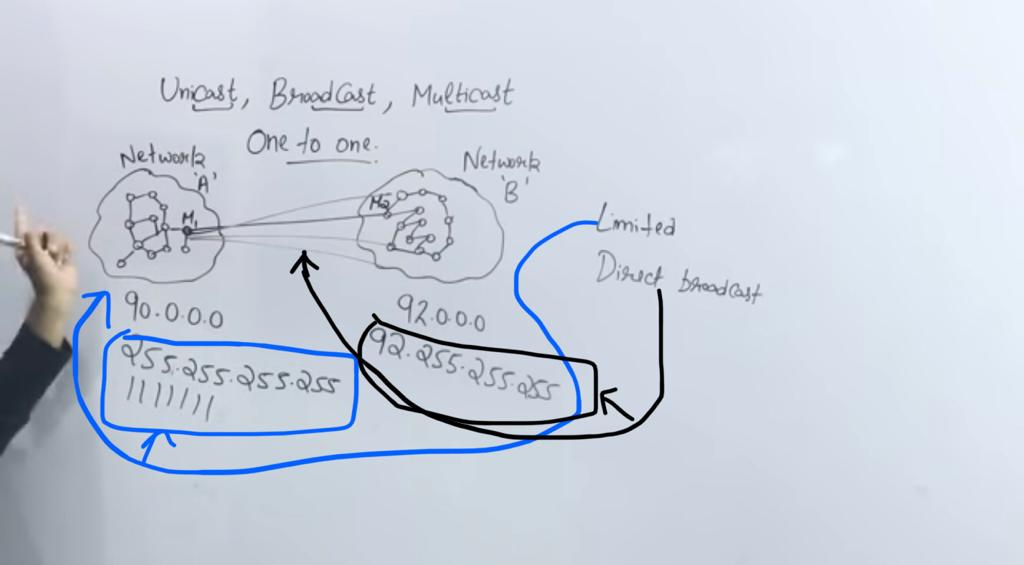 Unicast, BroadCast, Multicast
One to one.
Network 'A'
Network 'B'
M1
M2
Limited
Direct broadcast
90.0.0.0
92.0.0.0
255.255.255.255
92.255.255.255
1111111